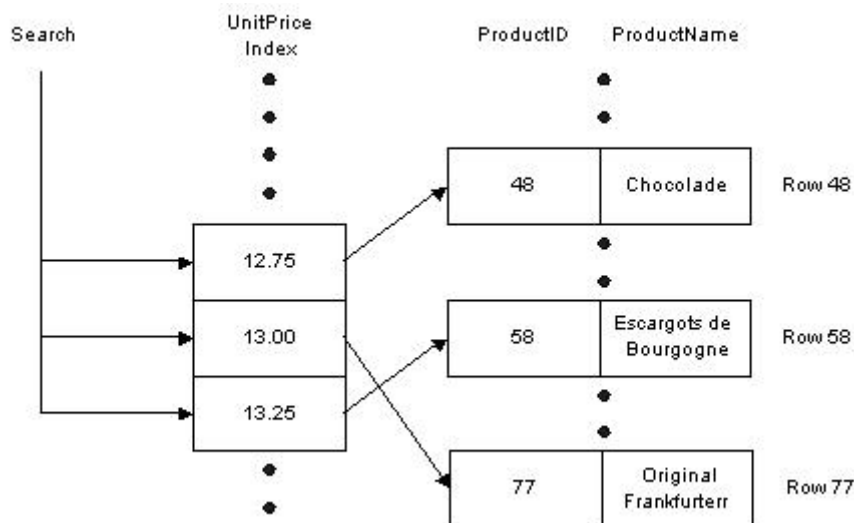 Search
UnitPrice
Index
ProductID
ProductName
48
Chocolade
Row 48
12.75
13.00
58
Escargots de
Bourgogne
Row 58
13.25
77
Original
Frankfurterr
Row 77